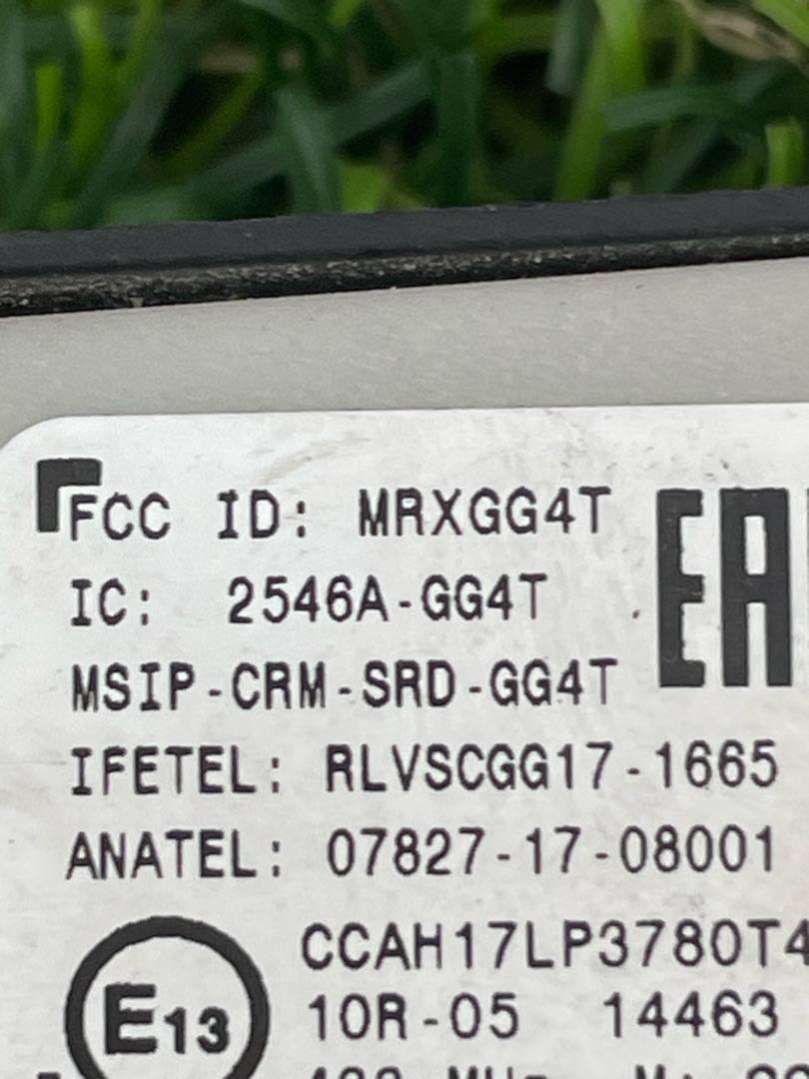 FCC ID: MRXGG4T
IC: 2546A-GG4T
MSIP-CRM-SRD-GG4T
IFETEL: RLVSCGG17-1665
ANATEL: 07827-17-08001
CCAH17LP3780T4
E13
10R-05 14463